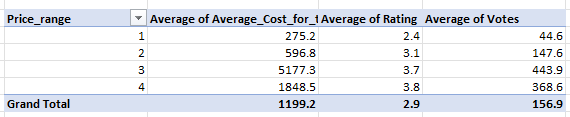 Price_range Average of Average_Cost_for_t Average of Rating Average of Votes
1 275.2 2.4 44.6
2 596.8 3.1 147.6
3 5177.3 3.7 443.9
4 1848.5 3.8 368.6
Grand Total 1199.2 2.9 156.9